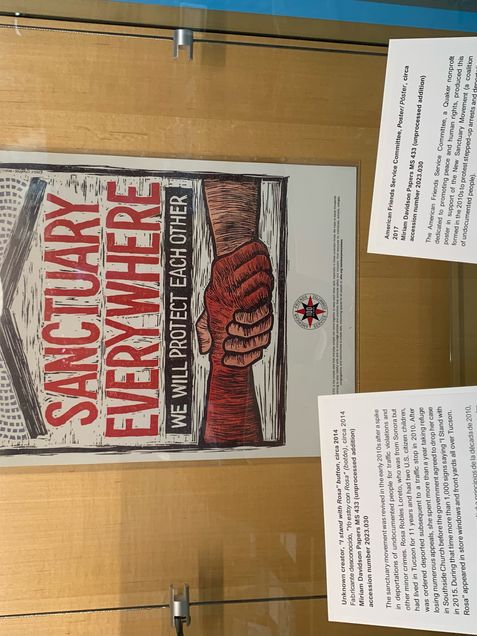 SANCTUARY
EVERYWHERE
WE WILL PROTECT EACH OTHER
American Friends Service Committee, Poster/Póster, circa
2017
Miriam Davidson Papers MS 433 (unprocessed addition)
accession number 2023.030
The American Friends Service Committee, a Quaker nonprofit
dedicated to promoting peace and human rights, produced this
poster in support of the New Sanctuary Movement (a coalition
formed in the 2010s to protest stepped-up arrests and
of undocumented people).
Unknown creator, "I stand with Rosa" button, circa 2014
Fabricante desconocido, "Yo estoy con Rosa" (botón), circa 2014
Miriam Davidson Papers MS 433 (unprocessed addition)
accession number 2023.030
The sanctuary movement was revived in the early 2010s after a spike
in deportations of undocumented people for traffic violations and
other minor crimes. Rosa Robles Loreto, who was from Sonora but
had lived in Tucson for 11 years and had two U.S. citizen children,
was ordered deported subsequent to a traffic stop in 2010. After
losing numerous appeals, she spent more than a year taking refuge
in Southside Church before the government agreed to drop her case
in 2015. During that time more than 1,000 signs saying "I Stand with
Rosa" appeared in store windows and front yards all over Tucson.
principios de la década de 2010,